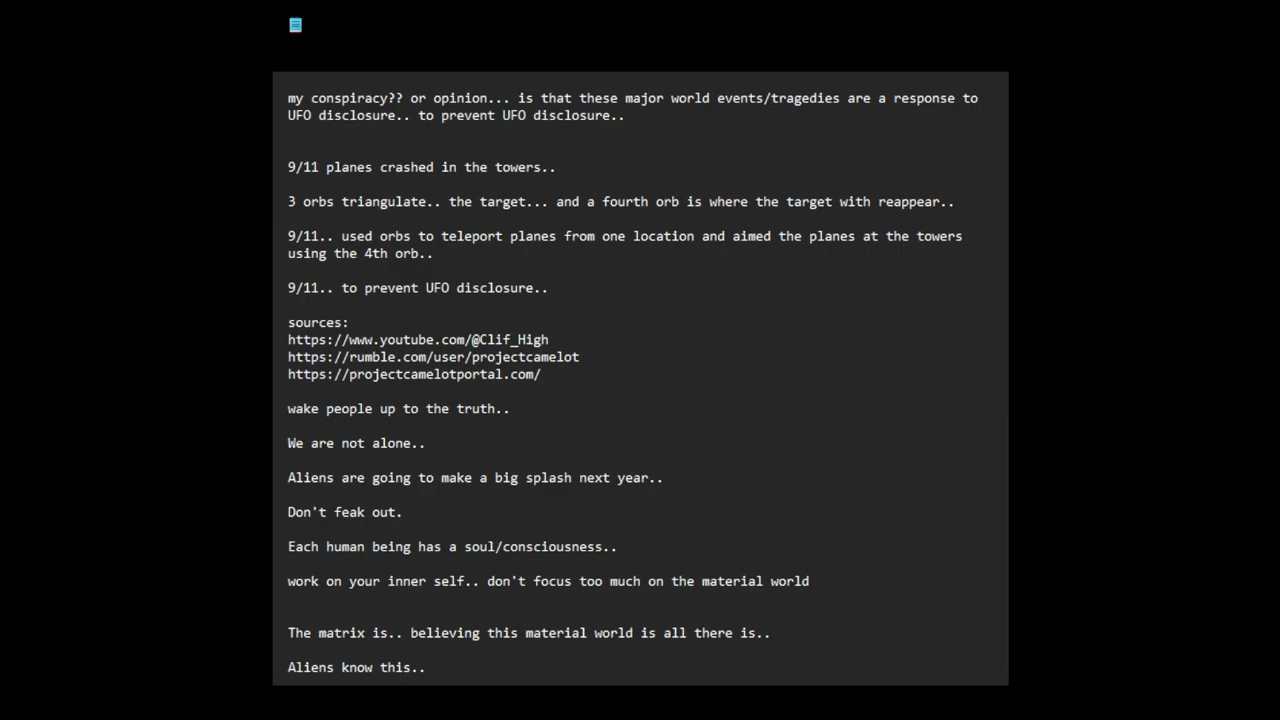 my conspiracy?? or opinion... is that these major world events/tragedies are a response to
UFO disclosure.. to prevent UFO disclosure..
9/11 planes crashed in the towers..
3 orbs triangulate.. the target... and a fourth orb is where the target with reappear..
9/11.. used orbs to teleport planes from one location and aimed the planes at the towers
using the 4th orb..
9/11.. to prevent UFO disclosure..
sources:
https://www.youtube.com/@Clif_High
https://rumble.com/user/projectcamelot
https://projectcamelotportal.com/
wake people up to the truth..
We are not alone..
Aliens are going to make a big splash next year..
Don't feak out.
Each human being has a soul/consciousness..
work on your inner self.. don't focus too much on the material world
The matrix is.. believing this material world is all there is..
Aliens know this..